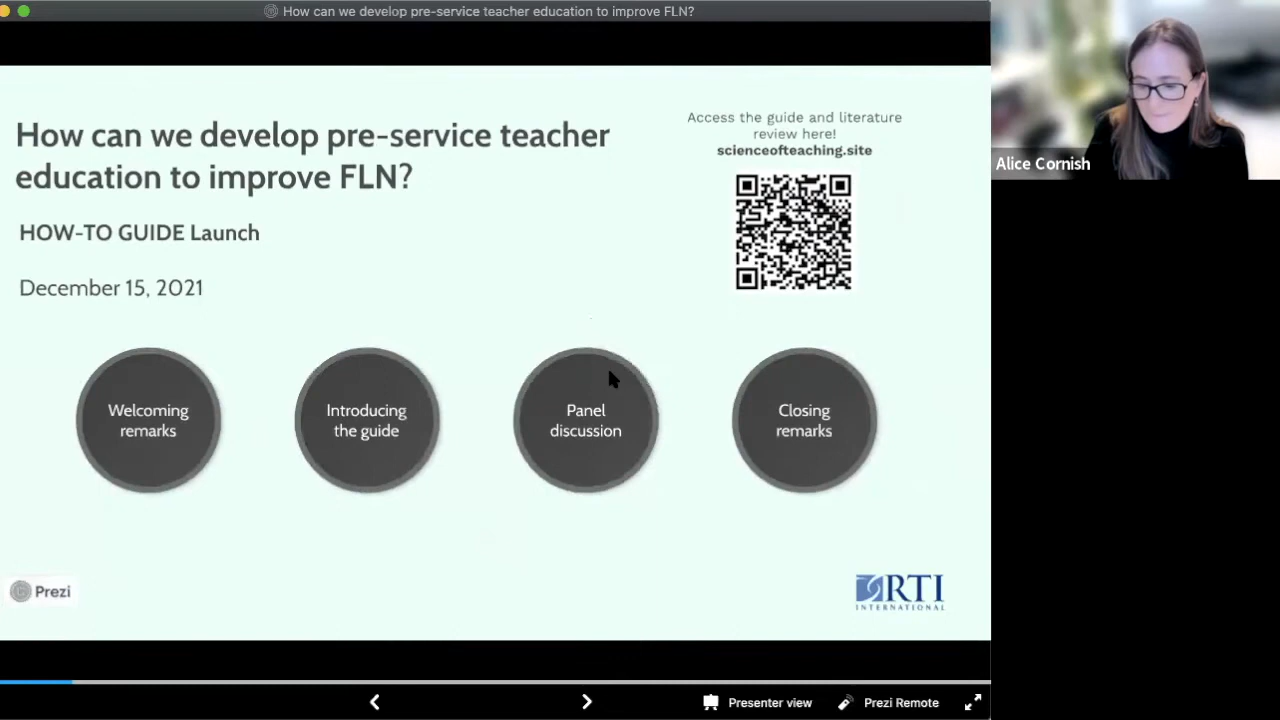 How can we develop pre-service teacher education to improve FLN?
How can we develop pre-service teacher
education to improve FLN?
HOW-TO GUIDE Launch
December 15, 2021
Access the guide and literature
review here!
scienceofteaching.site
Welcoming
remarks
Introducing
the guide
Panel
discussion
Closing
remarks
Prezi
RTI
INTERNATIONAL
Presenter view
Prezi Remote
Alice Cornish